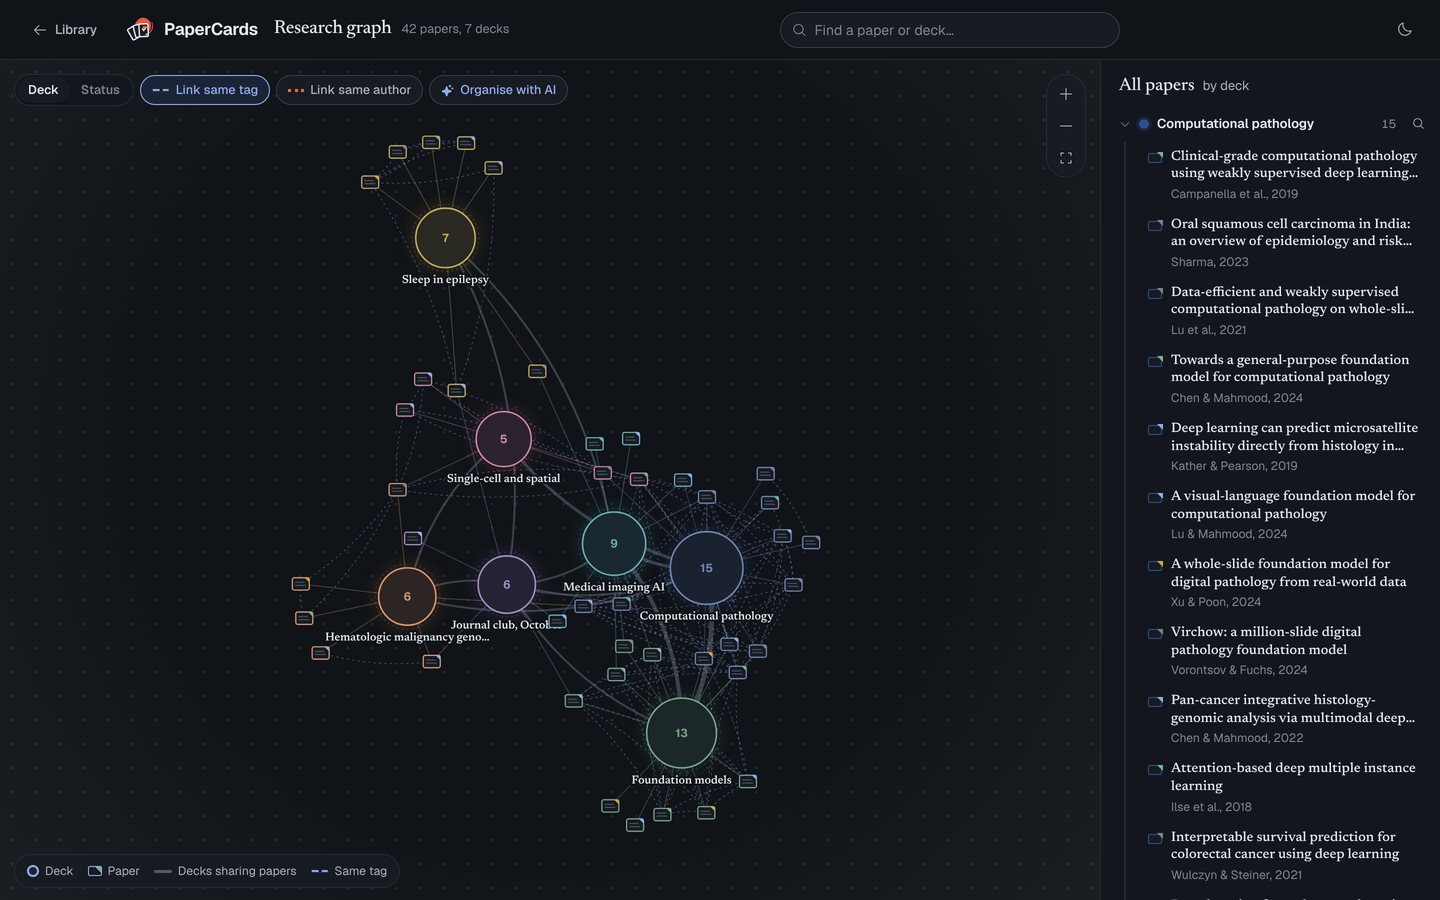 Library
PaperCards
Research graph
42 papers, 7 decks
Find a paper or deck...
Deck
Status
Link same tag
Link same author
Organise with AI
7
Sleep in epilepsy
5
Single-cell and spatial
9
Medical imaging AI
15
Computational pathology
6
Hematologic malignancy geno...
6
Journal club, Octob
13
Foundation models
Deck
Paper
Decks sharing papers
Same tag
All papers by deck
Computational pathology 15
Clinical-grade computational pathology
using weakly supervised deep learning...
Campanella et al., 2019
Oral squamous cell carcinoma in India:
an overview of epidemiology and risk...
Sharma, 2023
Data-efficient and weakly supervised
computational pathology on whole-sli...
Lu et al., 2021
Towards a general-purpose foundation
model for computational pathology
Chen & Mahmood, 2024
Deep learning can predict microsatellite
instability directly from histology in...
Kather & Pearson, 2019
A visual-language foundation model for
computational pathology
Lu & Mahmood, 2024
A whole-slide foundation model for
digital pathology from real-world data
Xu & Poon, 2024
Virchow: a million-slide digital
pathology foundation model
Vorontsov & Fuchs, 2024
Pan-cancer integrative histology-
genomic analysis via multimodal deep...
Chen & Mahmood, 2022
Attention-based deep multiple instance
learning
Ilse et al., 2018
Interpretable survival prediction for
colorectal cancer using deep learning
Wulczyn & Steiner, 2021